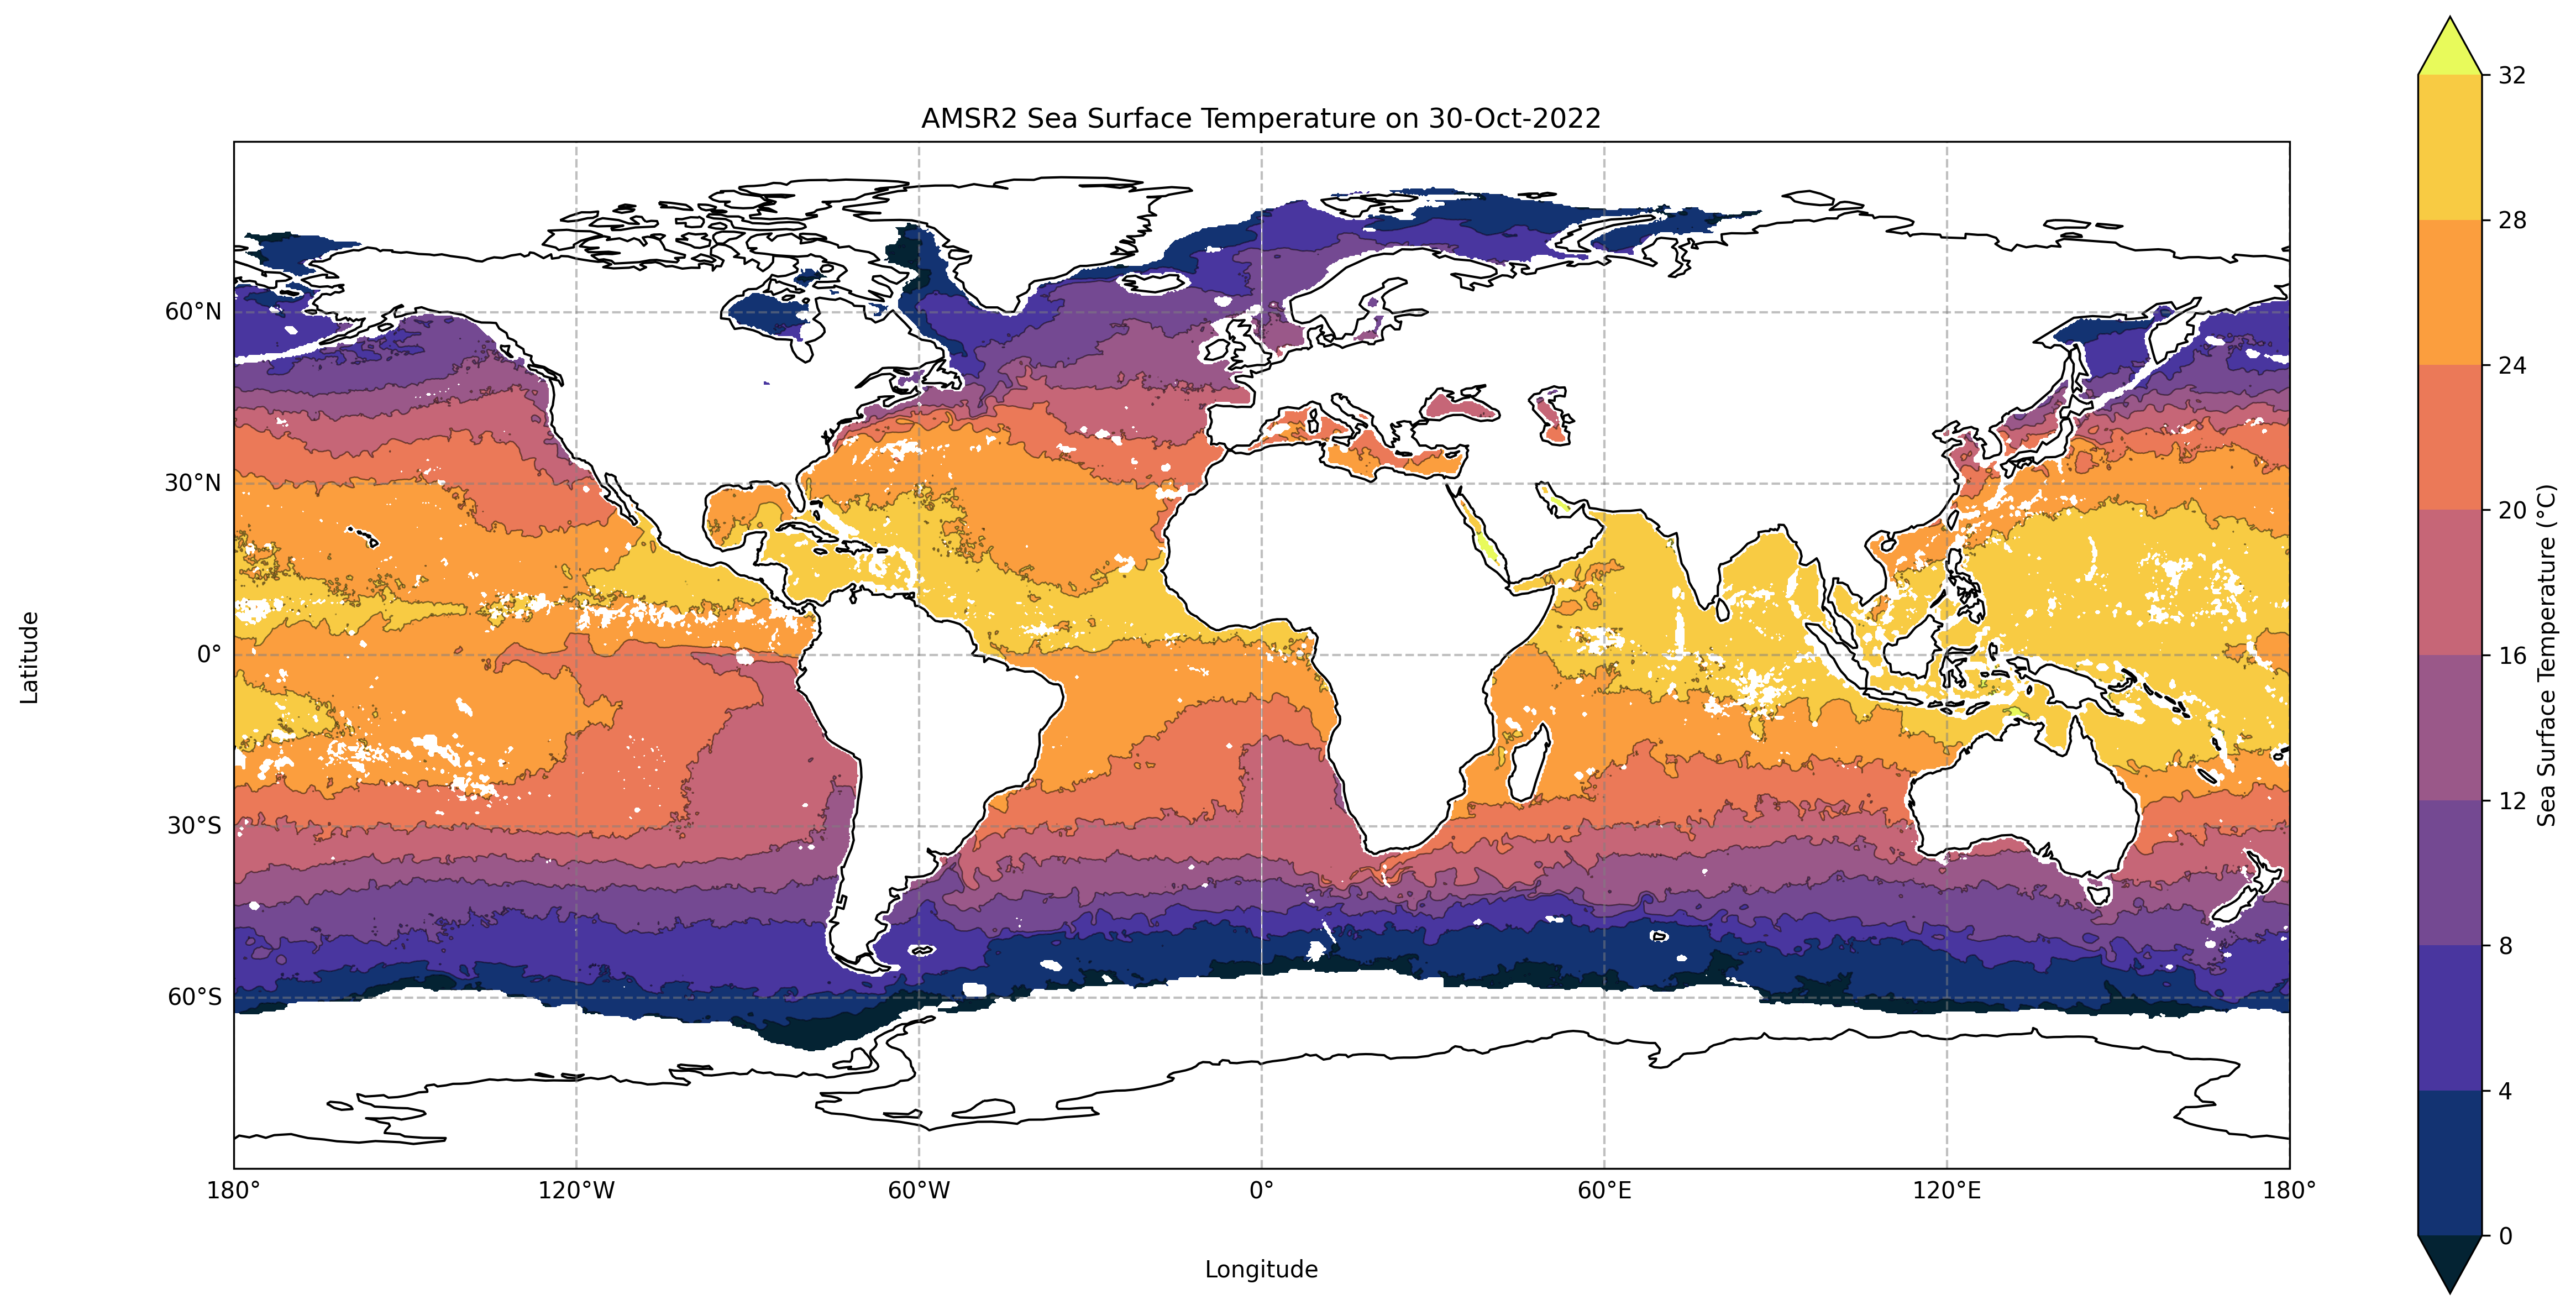 AMSR2 Sea Surface Temperature on 30-Oct-2022
60°N
30°N
0°
30°S
60°S
Latitude
180°
120°W
60°W
0°
60°E
120°E
180°
Longitude
32
28
24
20
16
12
8
4
0
Sea Surface Temperature (°C)